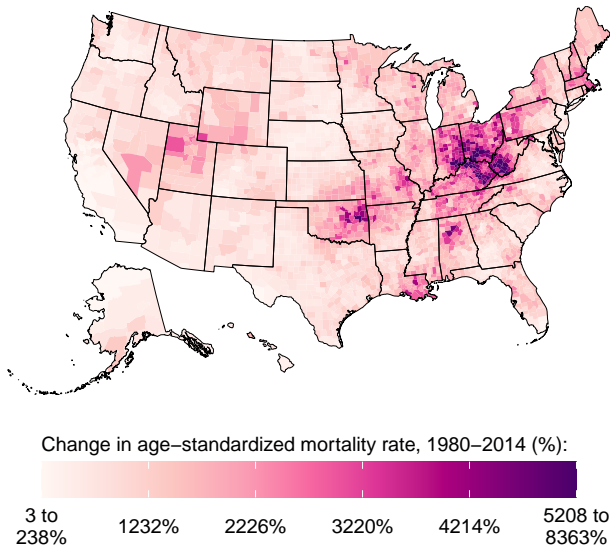 Change in age−standardized mortality rate, 1980−2014 (%):
3 to 238%
1232%
2226%
3220%
4214%
5208 to 8363%